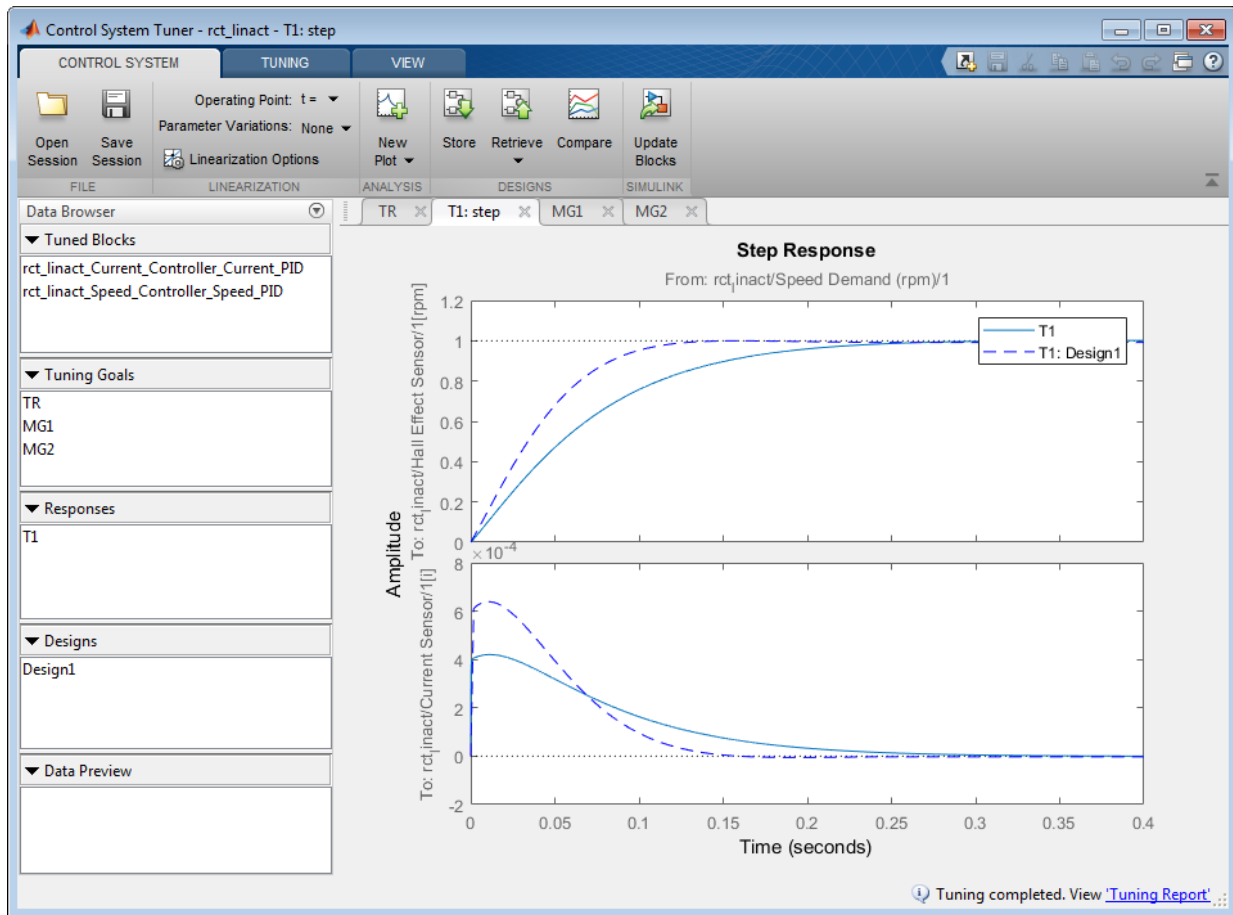 Control System Tuner - rct_linact - T1: step
CONTROL SYSTEM TUNING VIEW
Operating Point: t =
Parameter Variations: None
Linearization Options
Open Session
Save Session
New Plot
Store
Retrieve
Compare
Update Blocks
FILE LINEARIZATION ANALYSIS DESIGNS SIMULINK
Data Browser
Tuned Blocks
rct_linact_Current_Controller_Current_PID
rct_linact_Speed_Controller_Speed_PID
Tuning Goals
TR
MG1
MG2
Responses
T1
Designs
Design1
Data Preview
TR T1: step MG1 MG2
Step Response
From: rct_linact/Speed Demand (rpm)/1
T1
T1: Design1
Amplitude
To: rct_linact/Hall Effect Sensor/1[rpm]
1.2
1
0.8
0.6
0.4
0.2
0
×10-4
To: rct_linact/Current Sensor/1[i]
8
6
4
2
0
-2
0 0.05 0.1 0.15 0.2 0.25 0.3 0.35 0.4
Time (seconds)
Tuning completed. View 'Tuning Report'